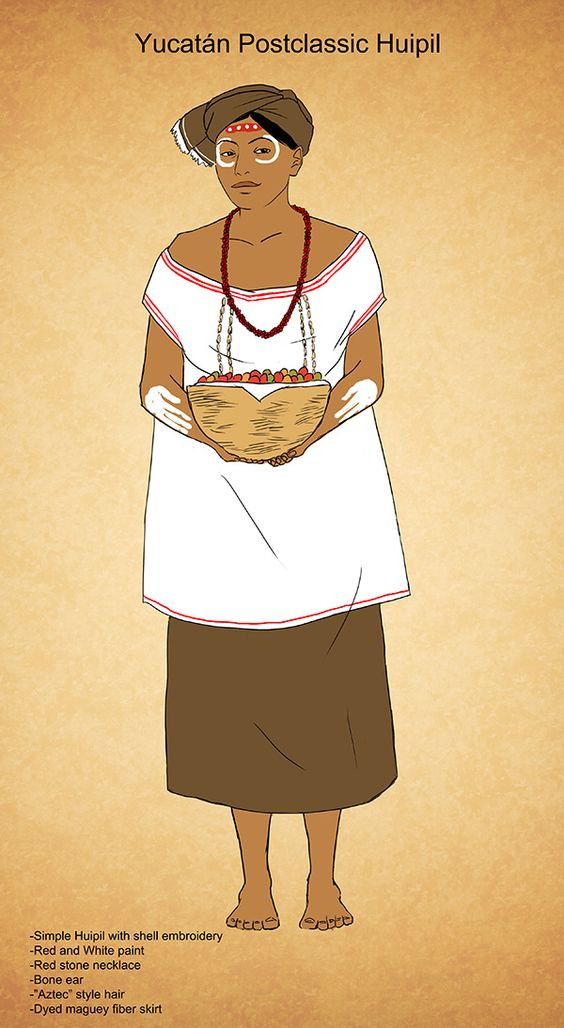 Yucatán Postclassic Huipil
-Simple Huipil with shell embroidery
-Red and White paint
-Red stone necklace
-Bone ear
-"Aztec" style hair
-Dyed maguey fiber skirt